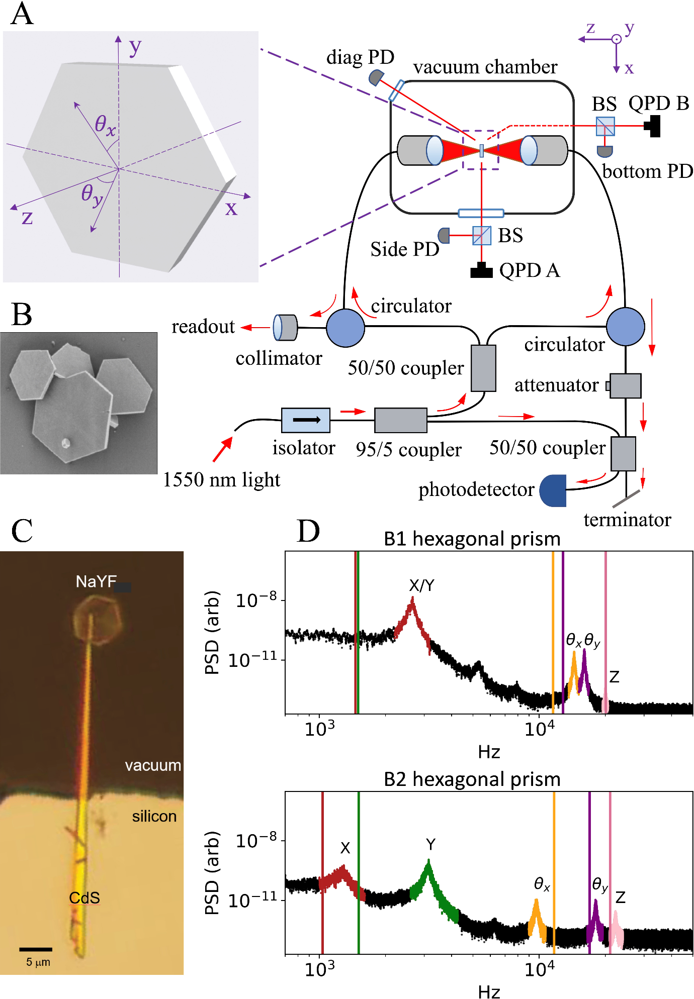 A
y
θx
θy
z
x
diag PD
vacuum chamber
z
y
x
BS
QPD B
bottom PD
Side PD
BS
QPD A
B
readout
circulator
collimator
50/50 coupler
circulator
attenuator
isolator
95/5 coupler
50/50 coupler
1550 nm light
photodetector
terminator
C
NaYF
vacuum
silicon
CdS
5 μm
D
B1 hexagonal prism
PSD (arb)
10⁻⁸
10⁻¹¹
X/Y
θx θy
Z
10³
10⁴
Hz
B2 hexagonal prism
PSD (arb)
10⁻⁸
10⁻¹¹
X
Y
θx
θy
Z
10³
10⁴
Hz